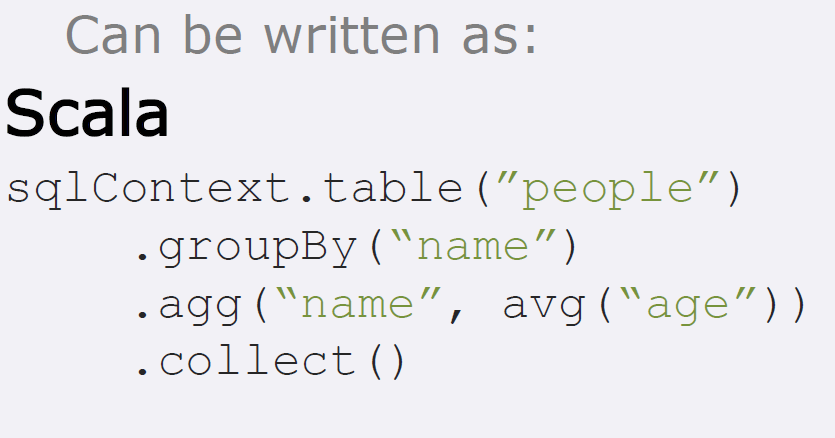 Can be written as:
Scala
sqlContext.table(”people”)
.groupBy(“name”)
.agg(“name”, avg(“age”))
.collect()